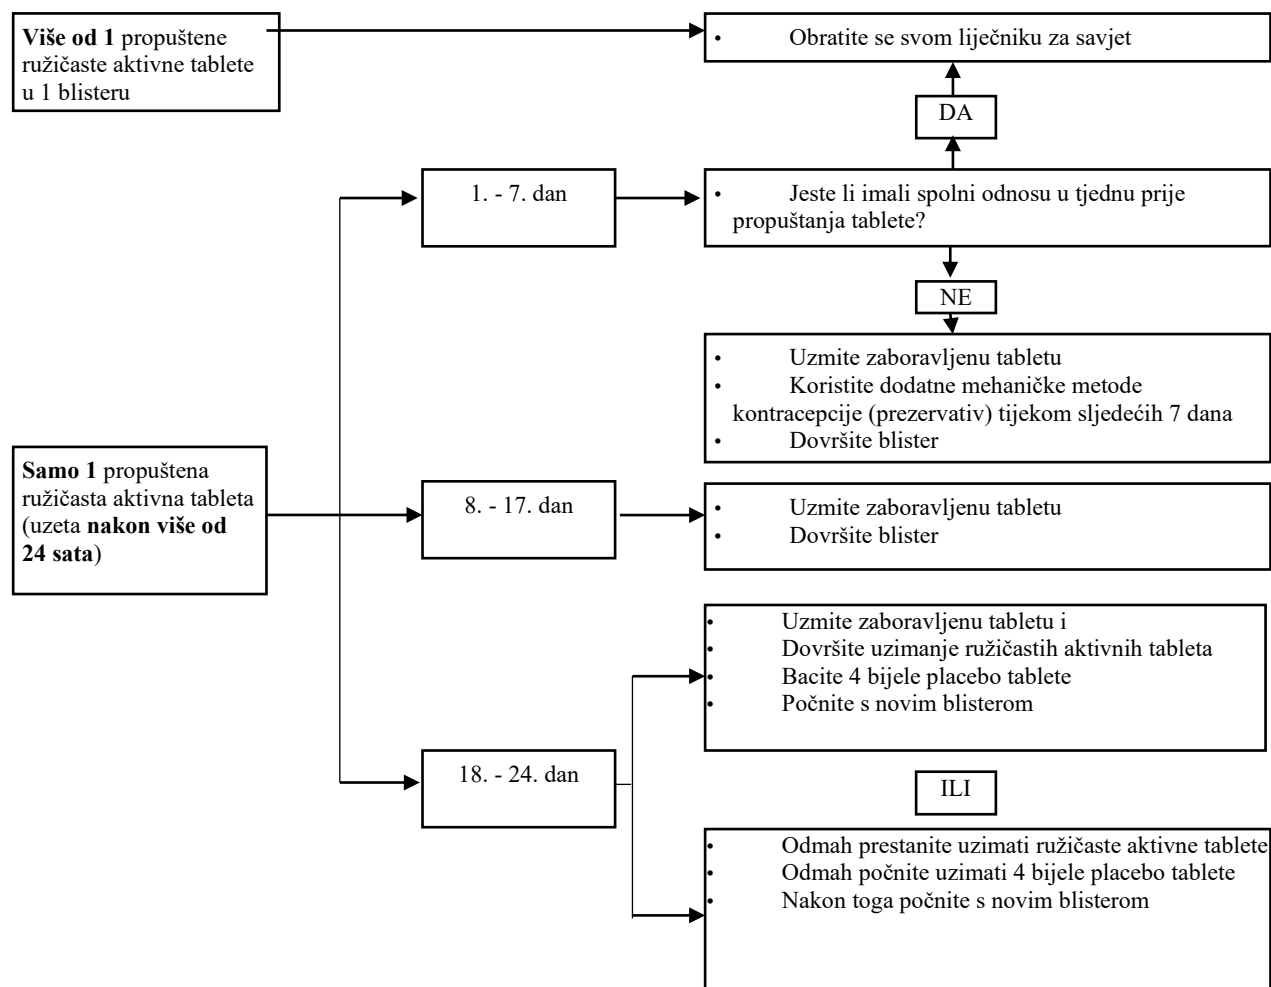 Više od 1 propuštene
ružičaste aktivne tablete
u 1 blisteru
• Obratite se svom liječniku za savjet
DA
1. - 7. dan
• Jeste li imali spolni odnosu u tjednu prije
propuštanja tablete?
NE
• Uzmite zaboravljenu tabletu
• Koristite dodatne mehaničke metode
kontracepcije (prezervativ) tijekom sljedećih 7 dana
• Dovršite blister
Samo 1 propuštena
ružičasta aktivna tableta
(uzeta nakon više od
24 sata)
8. - 17. dan
• Uzmite zaboravljenu tabletu
• Dovršite blister
• Uzmite zaboravljenu tabletu i
• Dovršite uzimanje ružičastih aktivnih tableta
• Bacite 4 bijele placebo tablete
• Počnite s novim blisterom
18. - 24. dan
ILI
• Odmah prestanite uzimati ružičaste aktivne tablete
• Odmah počnite uzimati 4 bijele placebo tablete
• Nakon toga počnite s novim blisterom